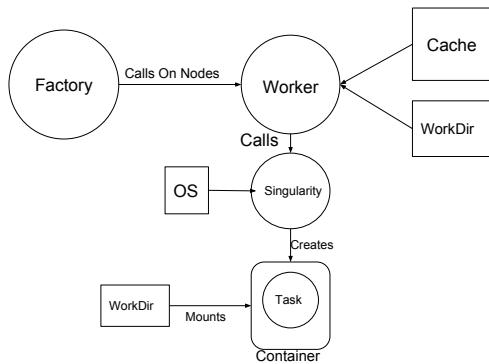 Factory
Calls On Nodes
Worker
Cache
WorkDir
Calls
OS
Singularity
Creates
WorkDir
Mounts
Task
Container